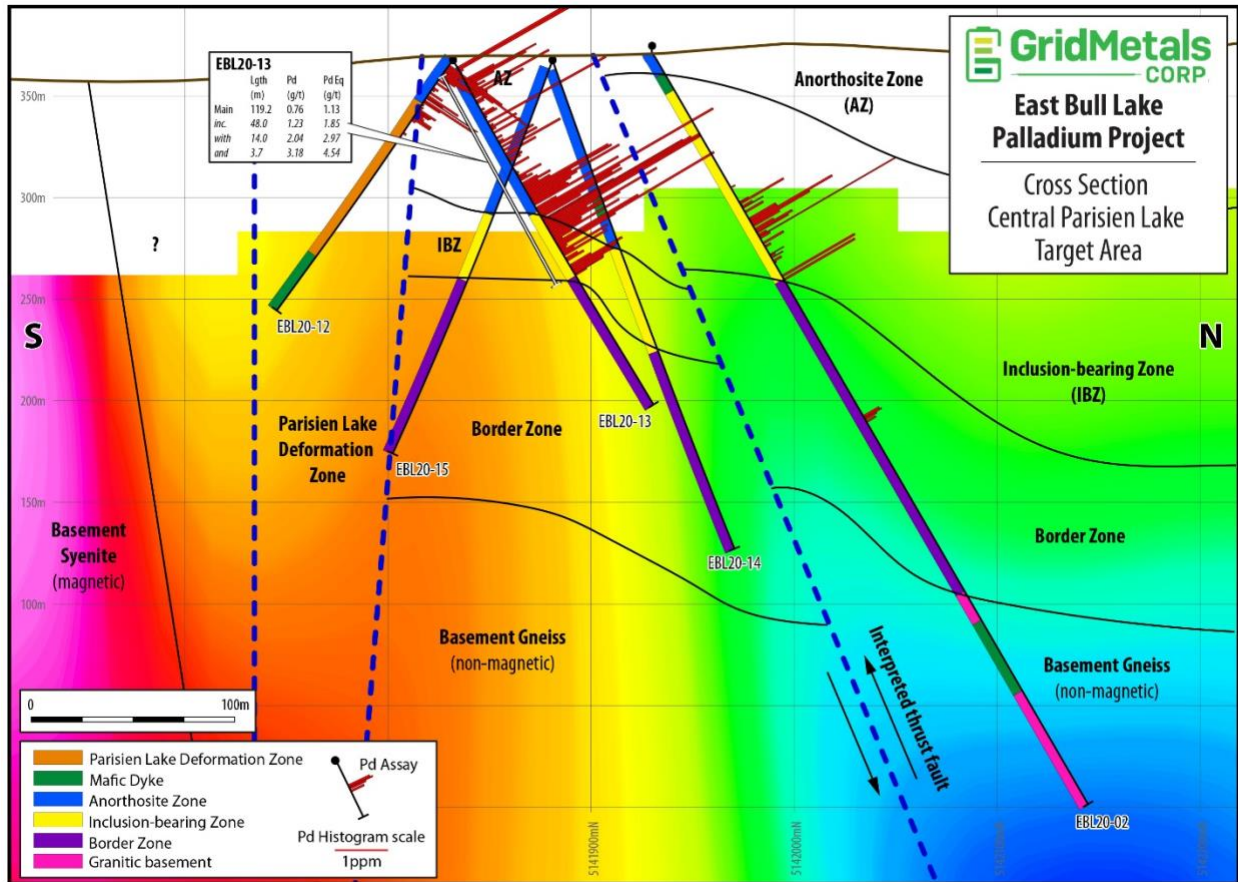 GridMetals
CORP.
East Bull Lake
Palladium Project
Cross Section
Central Parisien Lake
Target Area
EBL20-13
Lgth Pd Pd Eq
(m) (g/t) (g/t)
Main 119.2 0.76 1.13
inc. 48.0 1.23 1.85
with 14.0 2.04 2.97
and 3.7 3.18 4.54
AZ
Anorthosite Zone
(AZ)
350m
300m
?
IBZ
250m
EBL20-12
S
N
Inclusion-bearing Zone
(IBZ)
200m
EBL20-13
Parisien Lake
Deformation
Zone
Border Zone
EBL20-15
150m
Basement
Syenite
(magnetic)
EBL20-14
Border Zone
100m
Basement Gneiss
(non-magnetic)
Interpreted thrust fault
Basement Gneiss
(non-magnetic)
0 100m
EBL20-02
5141900mN
5142000mN
Parisien Lake Deformation Zone
Mafic Dyke
Anorthosite Zone
Inclusion-bearing Zone
Border Zone
Granitic basement
Pd Assay
Pd Histogram scale
1ppm